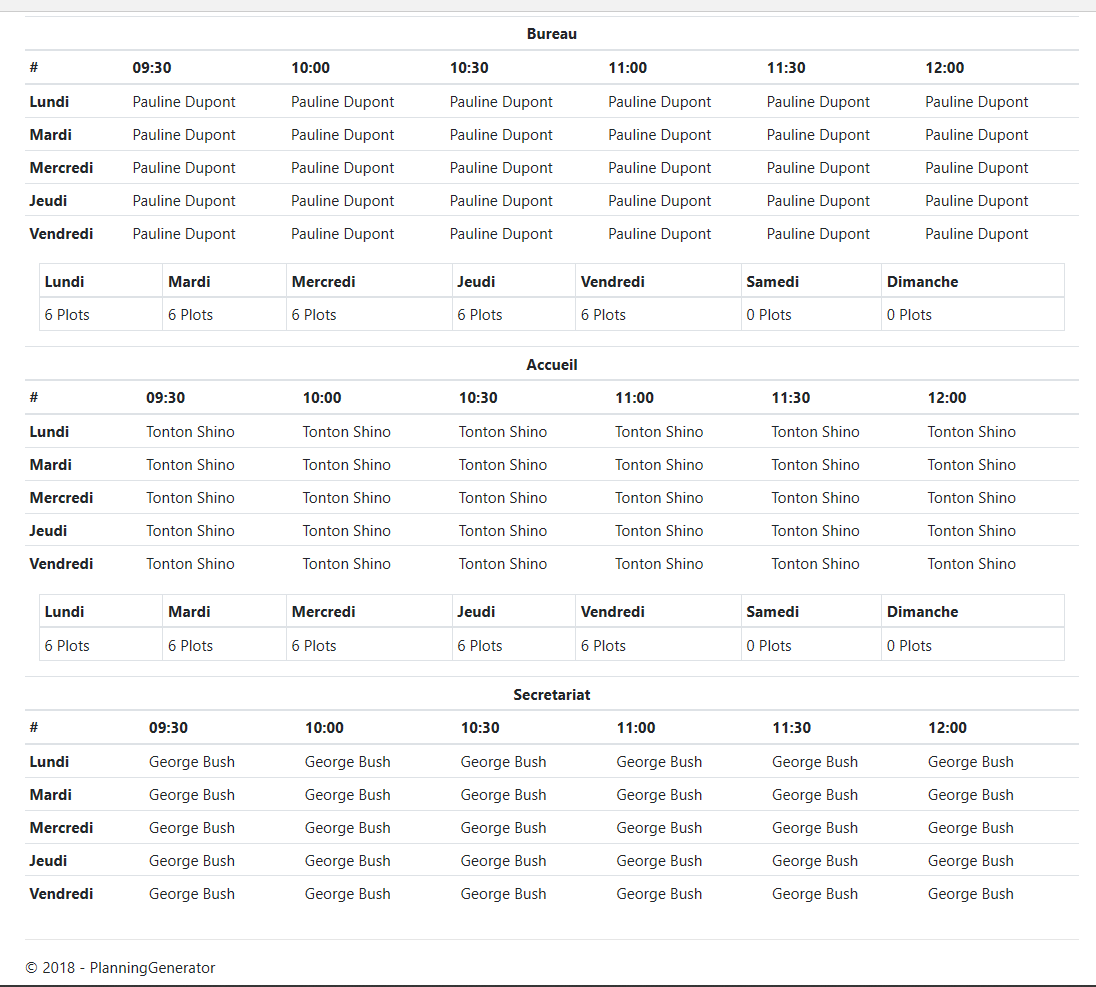 Bureau
# 09:30 10:00 10:30 11:00 11:30 12:00
Lundi Pauline Dupont Pauline Dupont Pauline Dupont Pauline Dupont Pauline Dupont Pauline Dupont
Mardi Pauline Dupont Pauline Dupont Pauline Dupont Pauline Dupont Pauline Dupont Pauline Dupont
Mercredi Pauline Dupont Pauline Dupont Pauline Dupont Pauline Dupont Pauline Dupont Pauline Dupont
Jeudi Pauline Dupont Pauline Dupont Pauline Dupont Pauline Dupont Pauline Dupont Pauline Dupont
Vendredi Pauline Dupont Pauline Dupont Pauline Dupont Pauline Dupont Pauline Dupont Pauline Dupont
Lundi Mardi Mercredi Jeudi Vendredi Samedi Dimanche
6 Plots 6 Plots 6 Plots 6 Plots 6 Plots 0 Plots 0 Plots
Accueil
# 09:30 10:00 10:30 11:00 11:30 12:00
Lundi Tonton Shino Tonton Shino Tonton Shino Tonton Shino Tonton Shino Tonton Shino
Mardi Tonton Shino Tonton Shino Tonton Shino Tonton Shino Tonton Shino Tonton Shino
Mercredi Tonton Shino Tonton Shino Tonton Shino Tonton Shino Tonton Shino Tonton Shino
Jeudi Tonton Shino Tonton Shino Tonton Shino Tonton Shino Tonton Shino Tonton Shino
Vendredi Tonton Shino Tonton Shino Tonton Shino Tonton Shino Tonton Shino Tonton Shino
Lundi Mardi Mercredi Jeudi Vendredi Samedi Dimanche
6 Plots 6 Plots 6 Plots 6 Plots 6 Plots 0 Plots 0 Plots
Secretariat
# 09:30 10:00 10:30 11:00 11:30 12:00
Lundi George Bush George Bush George Bush George Bush George Bush George Bush
Mardi George Bush George Bush George Bush George Bush George Bush George Bush
Mercredi George Bush George Bush George Bush George Bush George Bush George Bush
Jeudi George Bush George Bush George Bush George Bush George Bush George Bush
Vendredi George Bush George Bush George Bush George Bush George Bush George Bush
© 2018 - PlanningGenerator